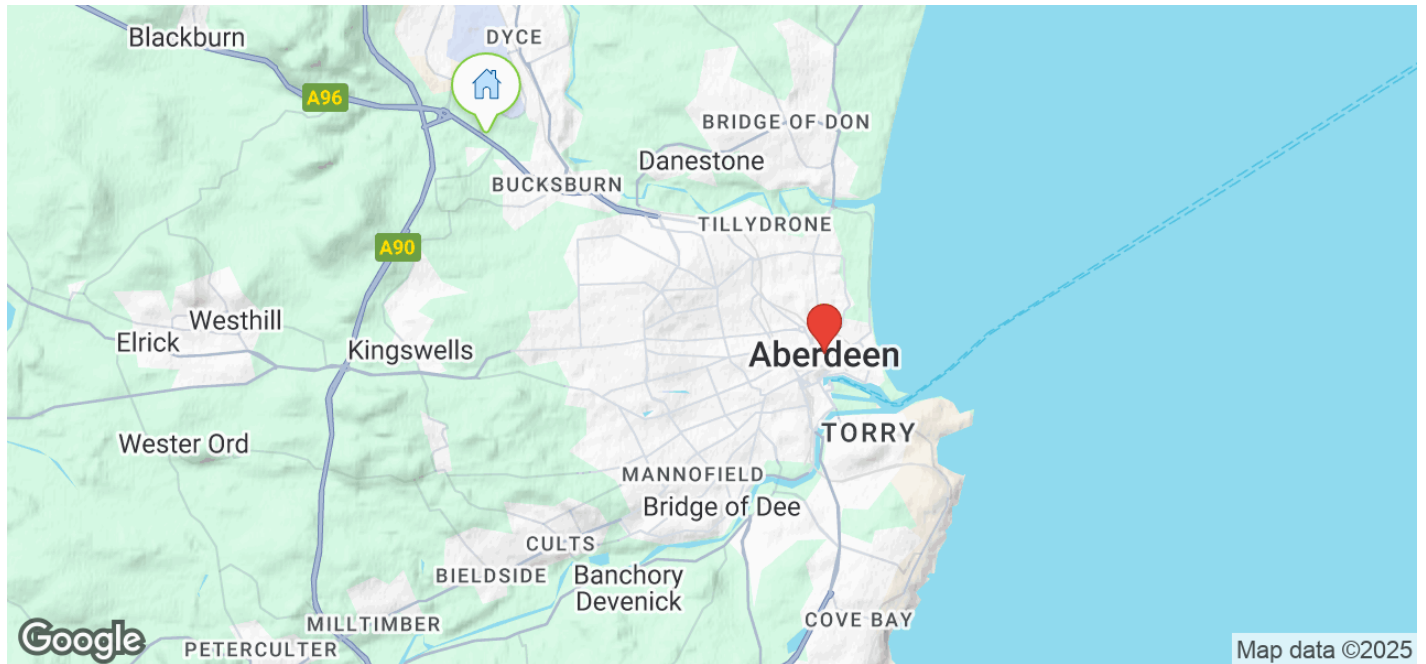 Blackburn
DYCE
A96
BRIDGE OF DON
Danestone
BUCKSBURN
TILLYDRONE
A90
Westhill
Elrick
Kingswells
Aberdeen
Wester Ord
TORRY
MANNOFIELD
Bridge of Dee
CULTS
BIELDSIDE
Banchory
Devenick
MILLTIMBER
COVE BAY
PETERCULTER
Google
Map data ©2025